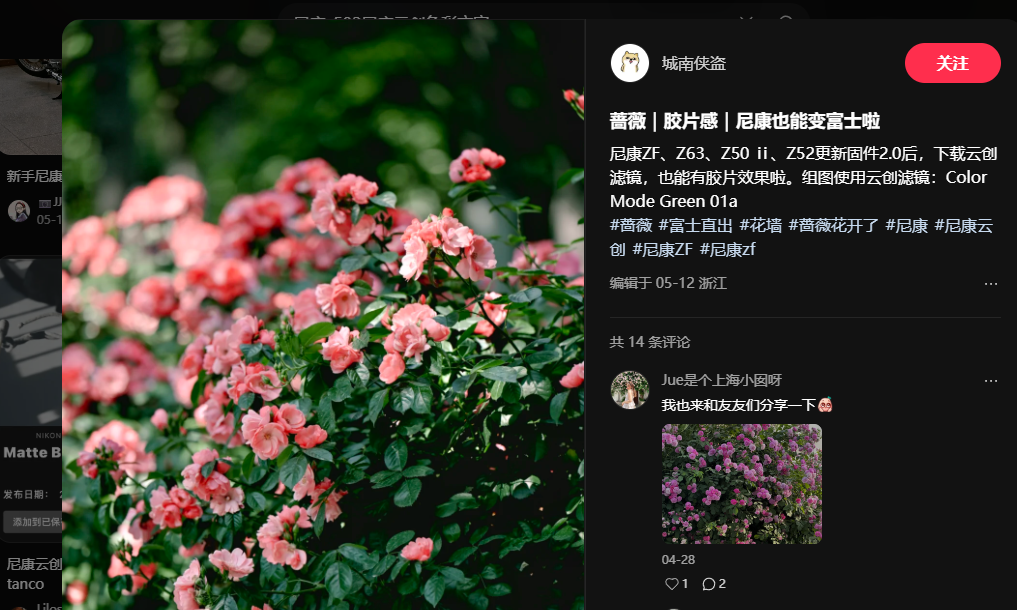 城南侠盗
关注
蔷薇｜胶片感｜尼康也能变富士啦
尼康ZF、Z63、Z50 ii、Z52更新固件2.0后，下载云创
滤镜，也能有胶片效果啦。组图使用云创滤镜：Color
Mode Green 01a
#蔷薇 #富士直出 #花墙 #蔷薇花开了 #尼康 #尼康云
创 #尼康ZF #尼康zf
编辑于 05-12 浙江
共 14 条评论
Jue是个上海小囡呀
我也来和友友们分享一下
04-28
1
2
新手尼康
05-1
NIKON
Matte B
发布日期：
添加到已保
尼康云创
tanco